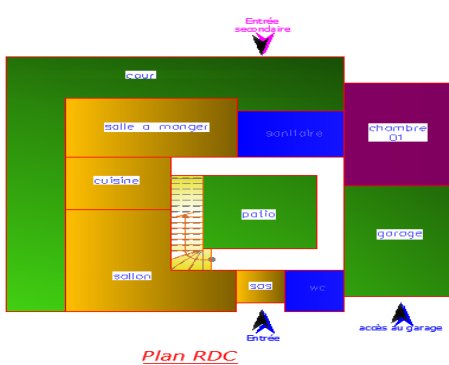 Entrée
secondaire
cour
salle a manger
sanitaire
chambre
01
cuisine
patio
garage
sallon
sas
wc
Entrée
accès au garage
Plan RDC